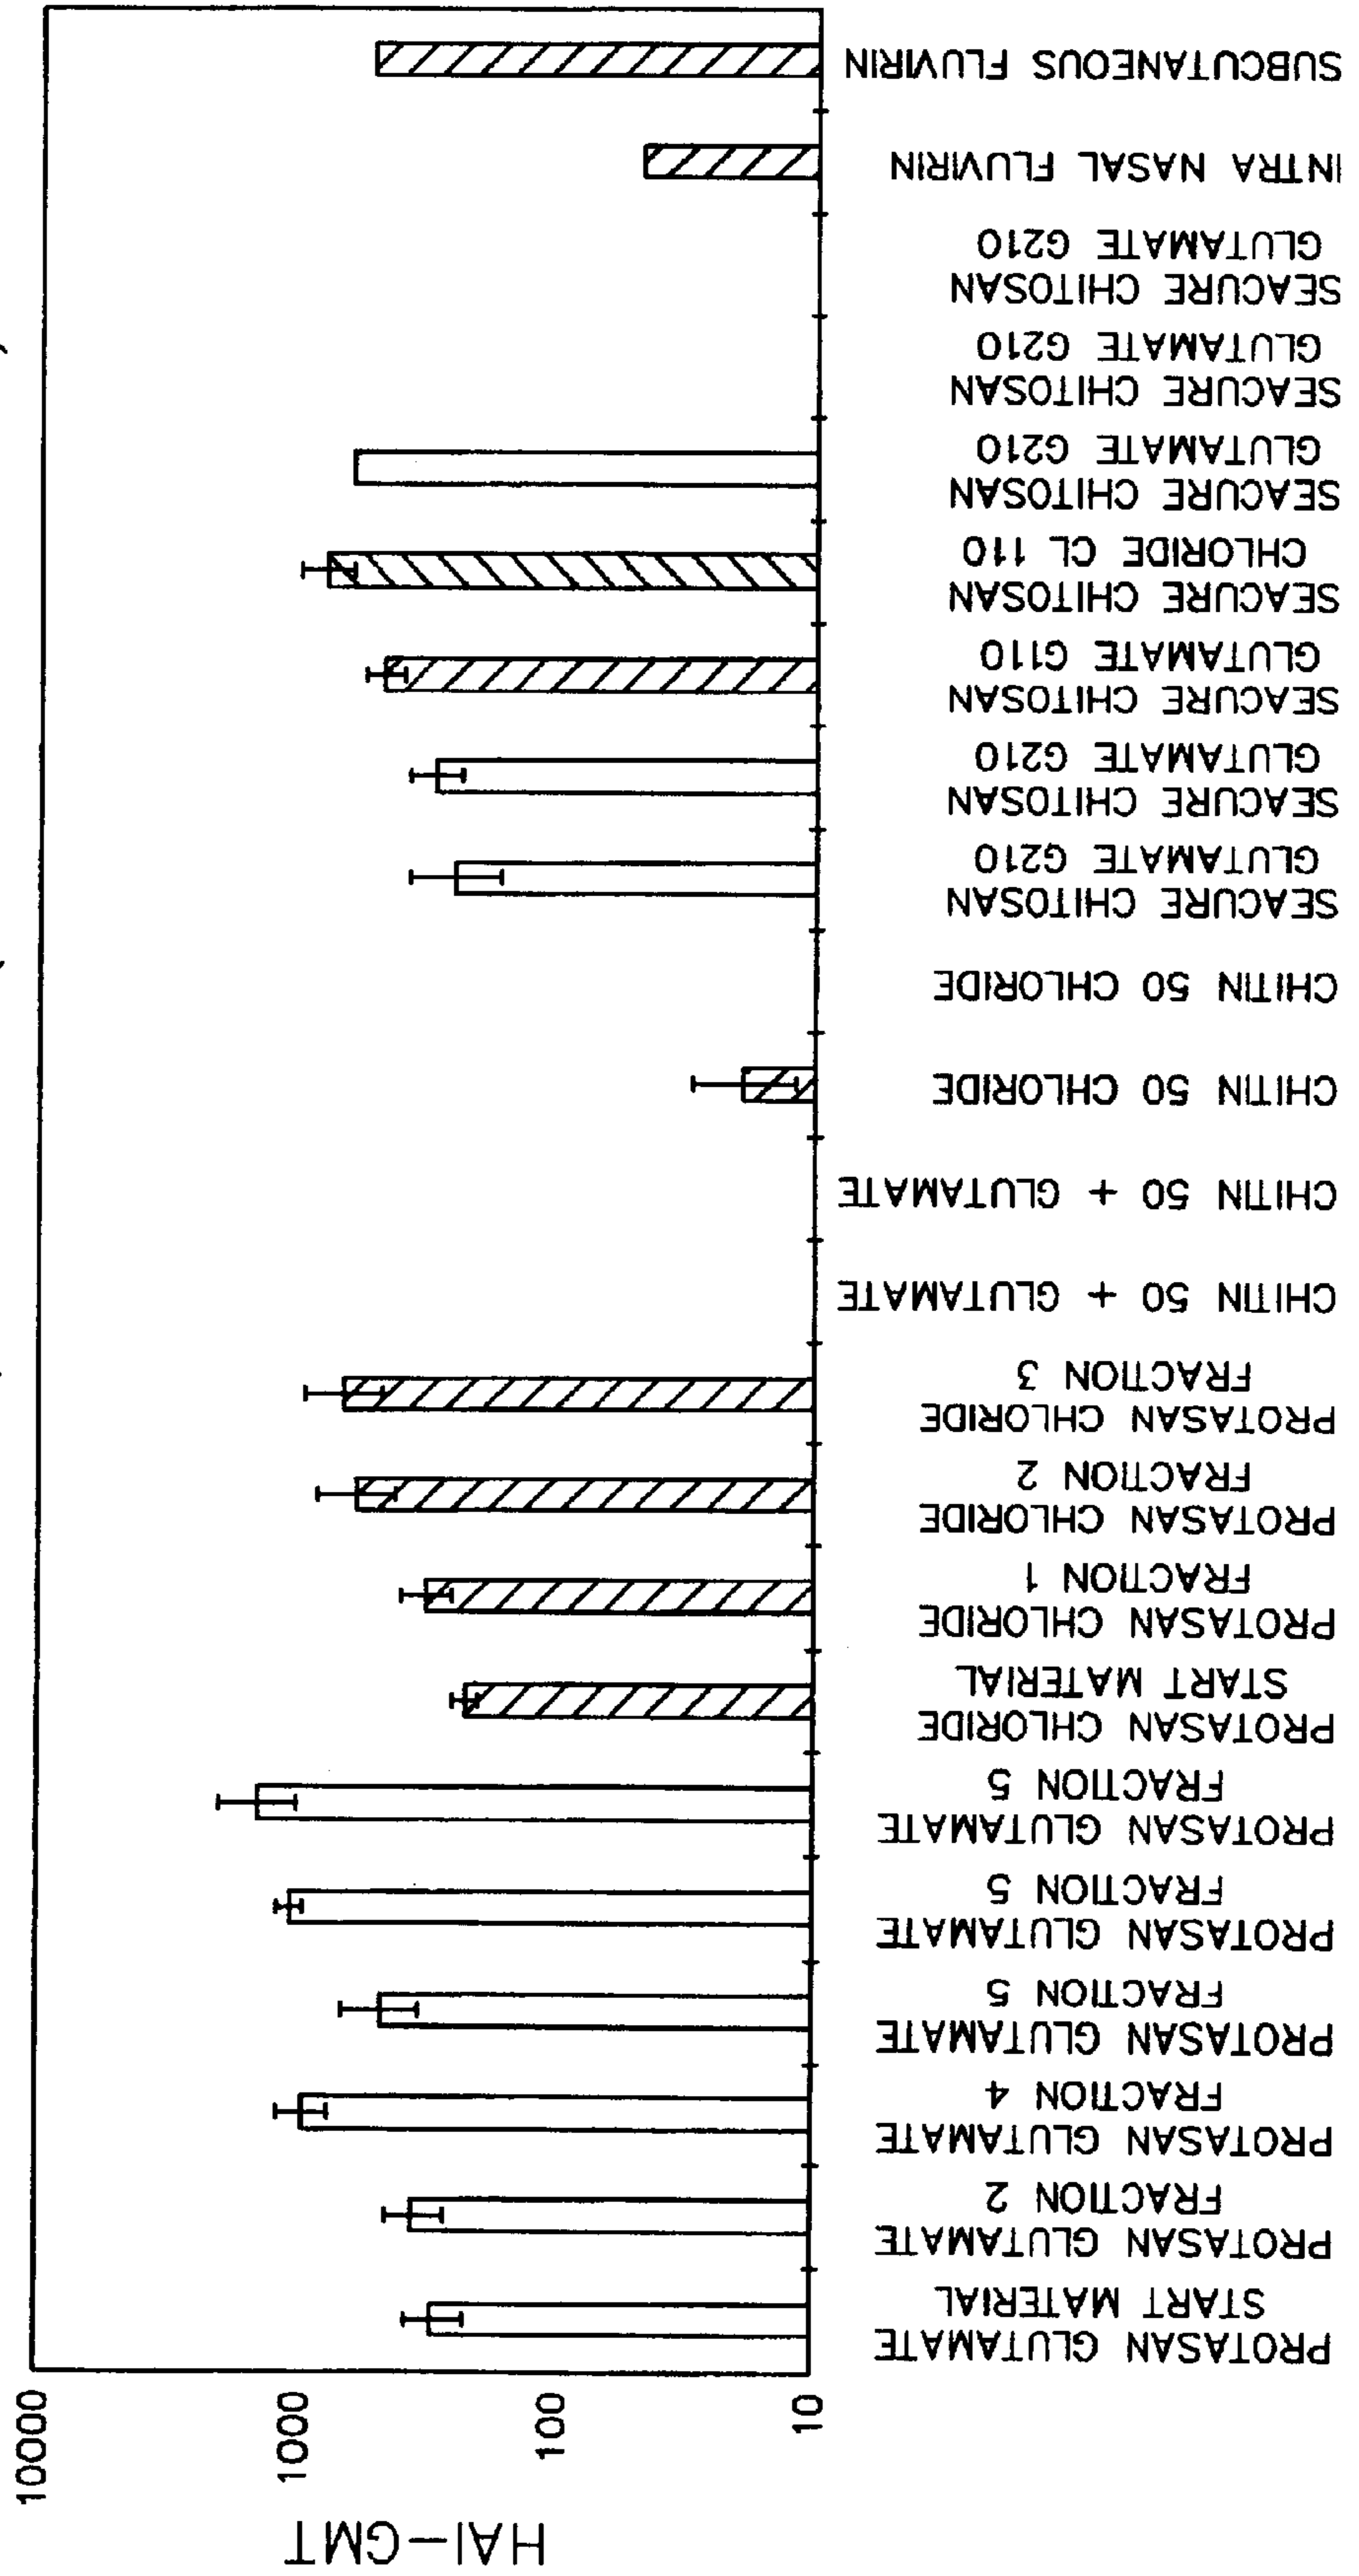 10000
1000
100
10
HAI-GMT
PROTASAN GLUTAMATE
START MATERIAL
PROTASAN GLUTAMATE
FRACTION 2
PROTASAN GLUTAMATE
FRACTION 4
PROTASAN GLUTAMATE
FRACTION 5
PROTASAN GLUTAMATE
FRACTION 5
PROTASAN GLUTAMATE
FRACTION 5
PROTASAN CHLORIDE
START MATERIAL
PROTASAN CHLORIDE
FRACTION 1
PROTASAN CHLORIDE
FRACTION 2
PROTASAN CHLORIDE
FRACTION 3
CHITIN 50 + GLUTAMATE
CHITIN 50 + GLUTAMATE
CHITIN 50 CHLORIDE
CHITIN 50 CHLORIDE
SEACURE CHITOSAN
GLUTAMATE G210
SEACURE CHITOSAN
GLUTAMATE G210
SEACURE CHITOSAN
GLUTAMATE G110
SEACURE CHITOSAN
CHLORIDE CL 110
SEACURE CHITOSAN
GLUTAMATE G210
SEACURE CHITOSAN
GLUTAMATE G210
SEACURE CHITOSAN
GLUTAMATE G210
INTRA NASAL FLUVIRIN
SUBCUTANEOUS FLUVIRIN